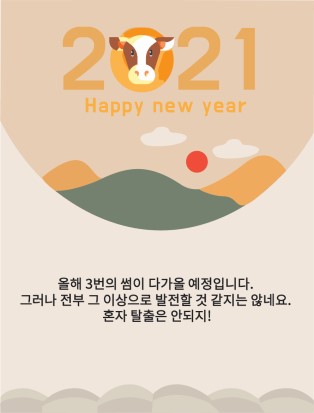 2021
Happy new year
올해 3번의 썸이 다가올 예정입니다.
그러나 전부 그 이상으로 발전할 것 같지는 않네요.
혼자 탈출은 안되지!